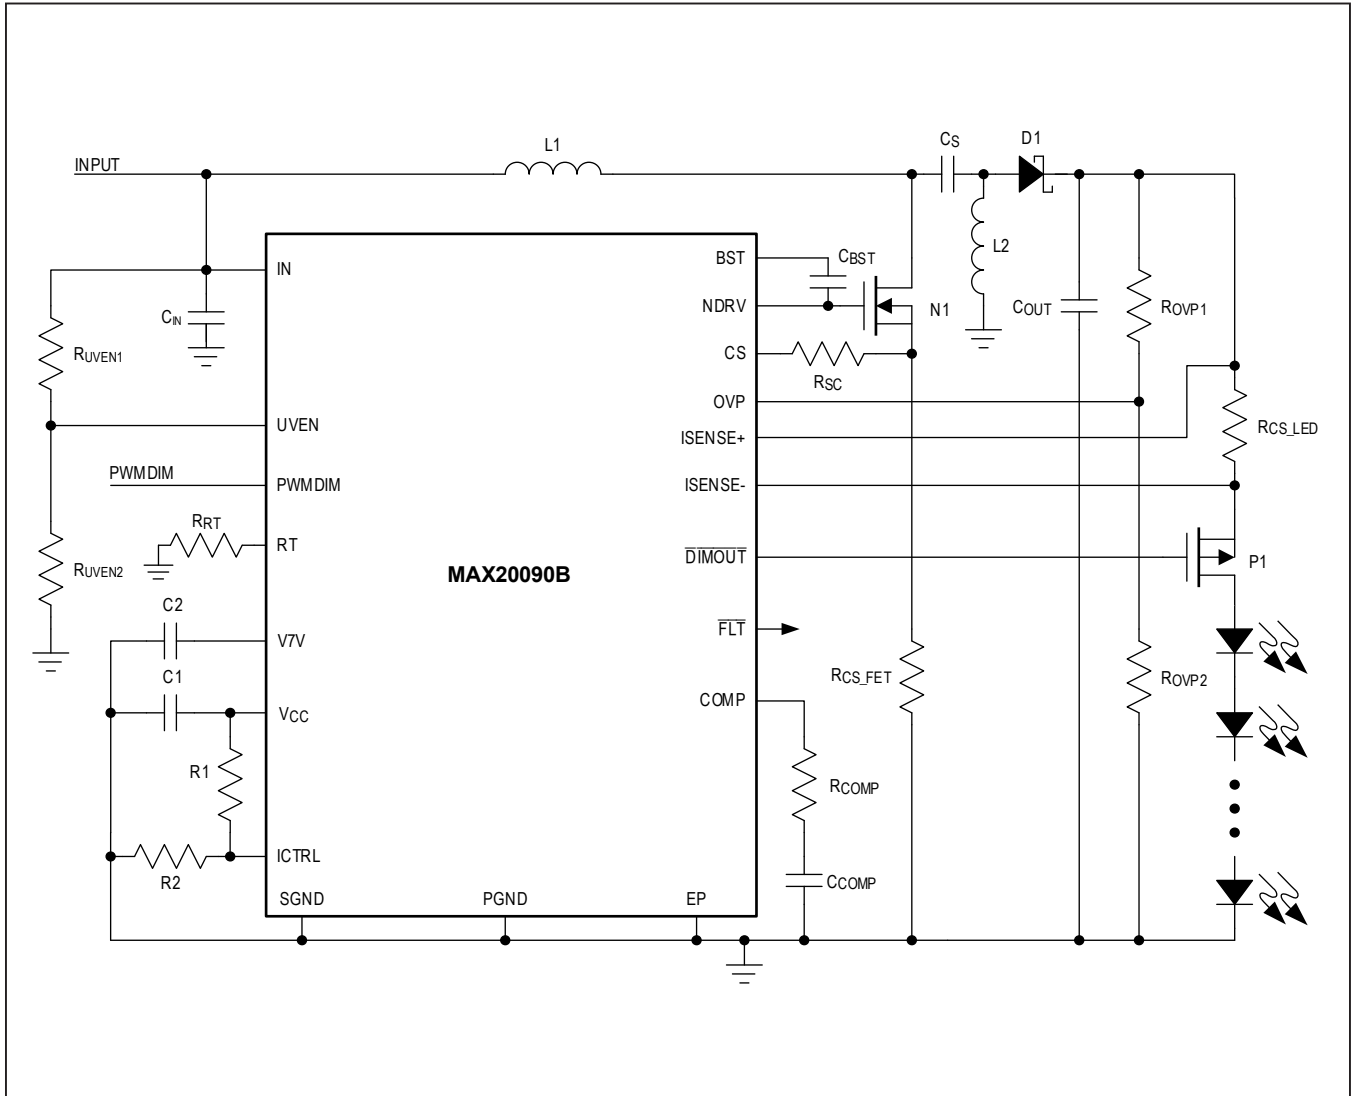 L1
CS
D1
INPUT
L2
IN
BST
CBST
CIN
NDRV
N1
COUT
ROVP1
RUVEN1
CS
RSC
OVP
UVEN
ISENSE+
RCS_LED
PWMDIM
PWMDIM
ISENSE-
RRT
RT
DIMOUT
P1
RUVEN2
MAX20090B
C2
V7V
FLT
C1
RCS_FET
ROVP2
COMP
VCC
R1
RCOMP
ICTRL
R2
CCOMP
SGND
PGND
EP